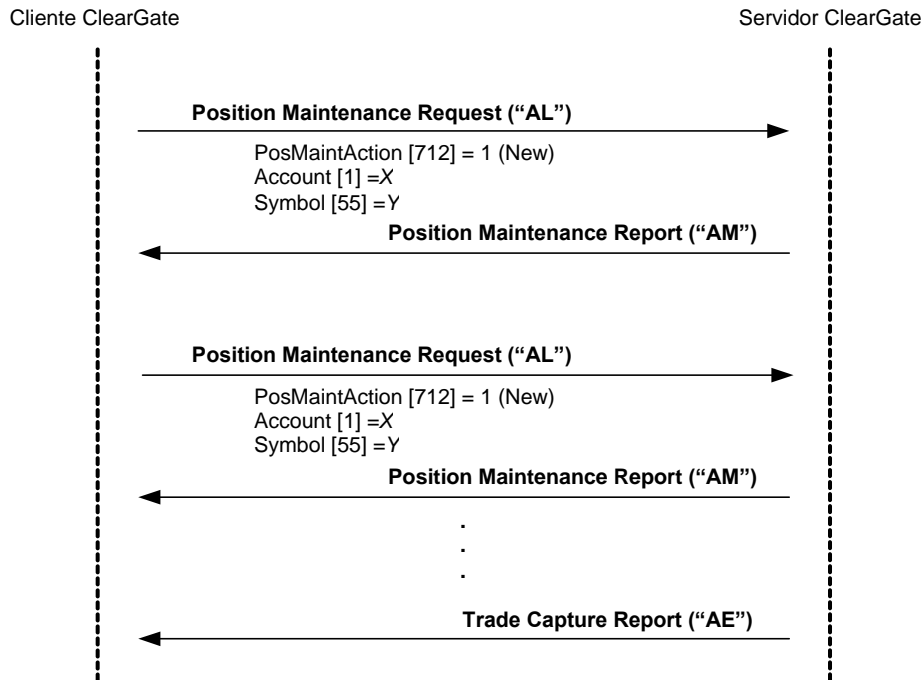 Cliente ClearGate
Servidor ClearGate
Position Maintenance Request (“AL”)
PosMaintAction [712] = 1 (New)
Account [1] =X
Symbol [55] =Y
Position Maintenance Report (“AM”)
Position Maintenance Request (“AL”)
PosMaintAction [712] = 1 (New)
Account [1] =X
Symbol [55] =Y
Position Maintenance Report (“AM”)
.
.
.
Trade Capture Report (“AE”)